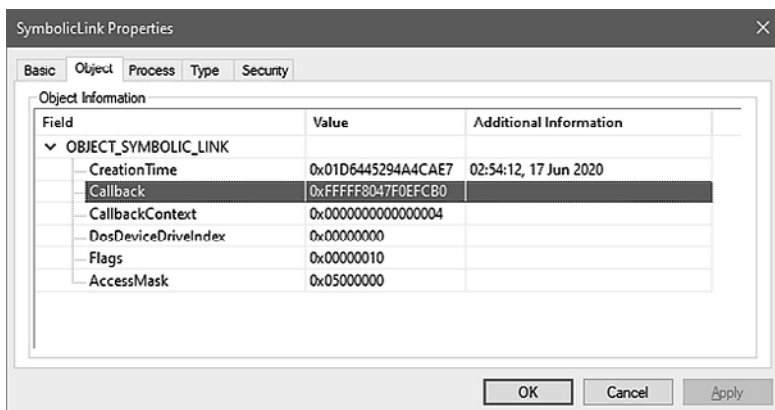 SymbolicLink Properties
Basic Object Process Type Security
Object Information
Field Value Additional Information
OBJECT_SYMBOLIC_LINK
CreationTime 0x01D6445294A4CAE7 02:54:12, 17 Jun 2020
Callback 0xFFFFF8047F0EFCB0
CallbackContext 0x0000000000000004
DosDeviceDriveIndex 0x00000000
Flags 0x00000010
AccessMask 0x05000000
OK Cancel Apply